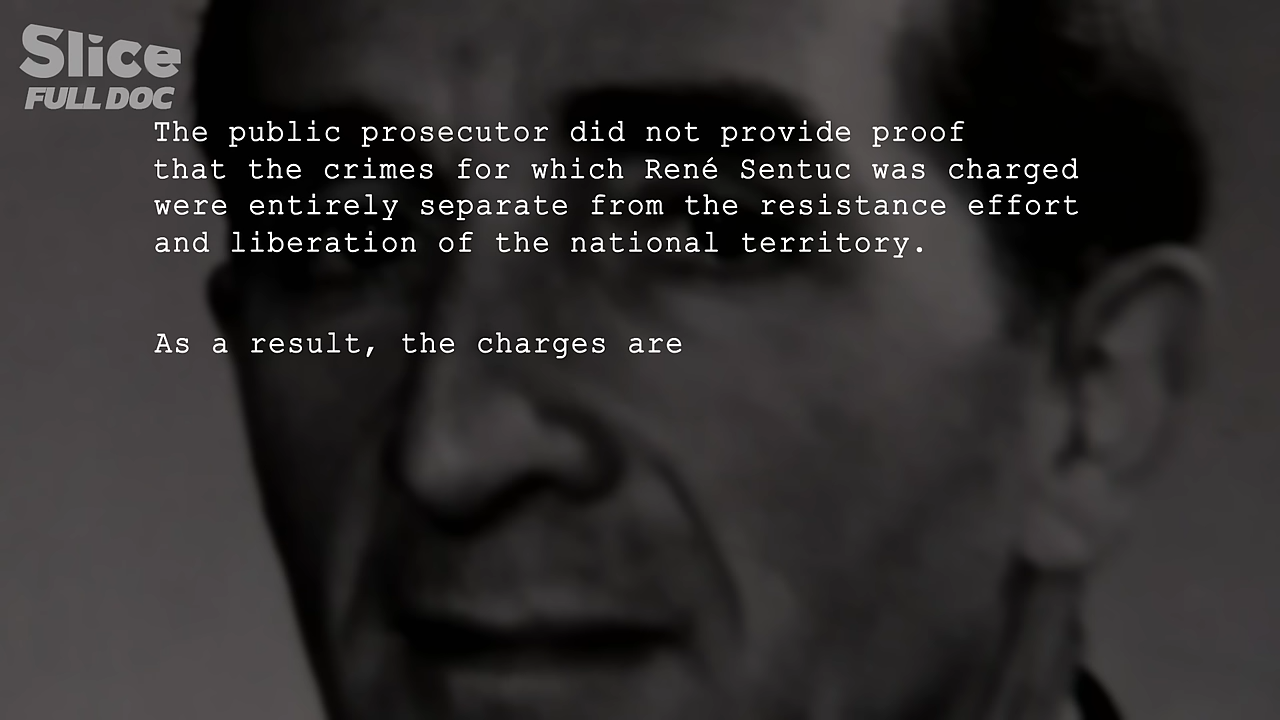 Slice
FULL DOC
The public prosecutor did not provide proof
that the crimes for which René Sentuc was charged
were entirely separate from the resistance effort
and liberation of the national territory.
As a result, the charges are